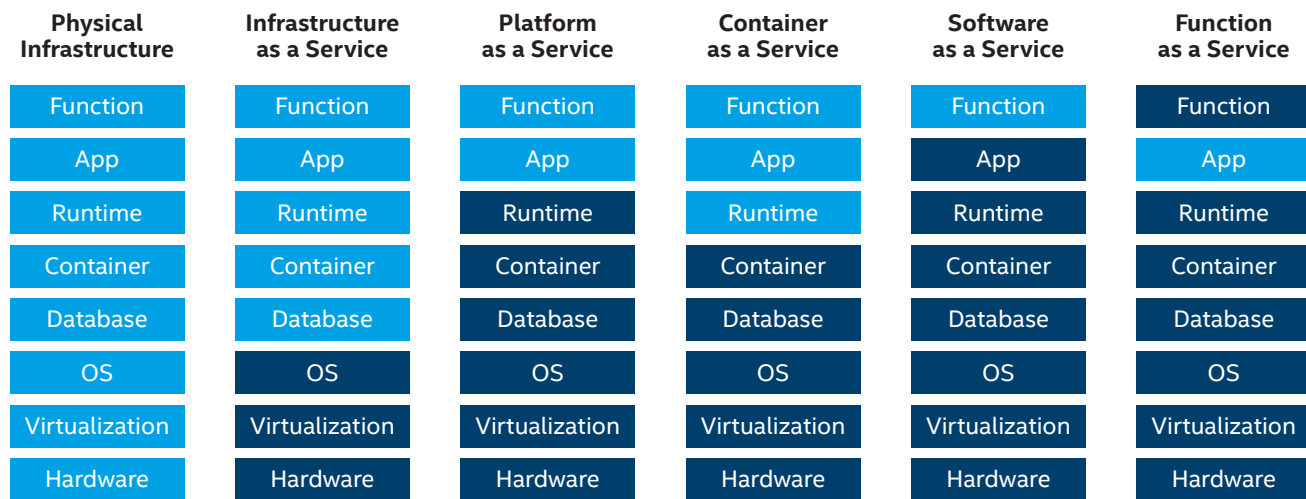 Physical
Infrastructure
Infrastructure
as a Service
Platform
as a Service
Container
as a Service
Software
as a Service
Function
as a Service
Function
Function
Function
Function
Function
Function
App
App
App
App
App
App
Runtime
Runtime
Runtime
Runtime
Runtime
Runtime
Container
Container
Container
Container
Container
Container
Database
Database
Database
Database
Database
Database
OS
OS
OS
OS
OS
OS
Virtualization
Virtualization
Virtualization
Virtualization
Virtualization
Virtualization
Hardware
Hardware
Hardware
Hardware
Hardware
Hardware